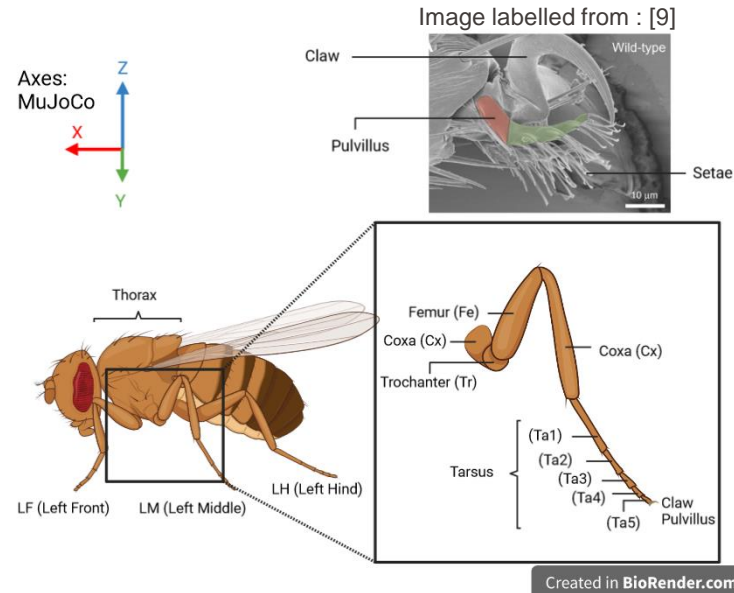 Image labelled from : [9]
Axes:
MuJoCo
Z
X
Y
Claw
Wild-type
Pulvillus
Setae
10 µm
Thorax
LF (Left Front)
LM (Left Middle)
LH (Left Hind)
Femur (Fe)
Coxa (Cx)
Trochanter (Tr)
Coxa (Cx)
Tarsus
(Ta1)
(Ta2)
(Ta3)
(Ta4)
(Ta5)
Claw
Pulvillus
Created in BioRender.com